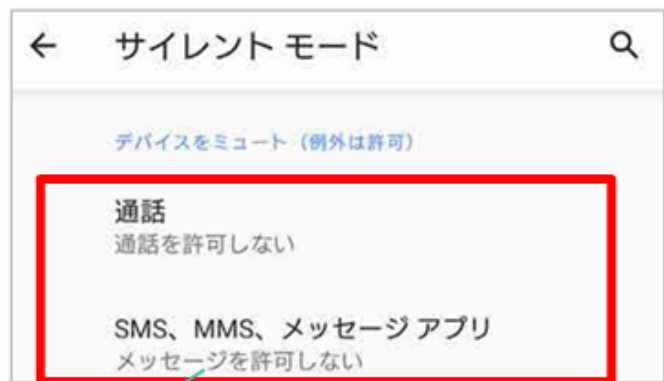 サイレント モード
デバイスをミュート（例外は許可）
通話
通話を許可しない
SMS、MMS、メッセージ アプリ
メッセージを許可しない